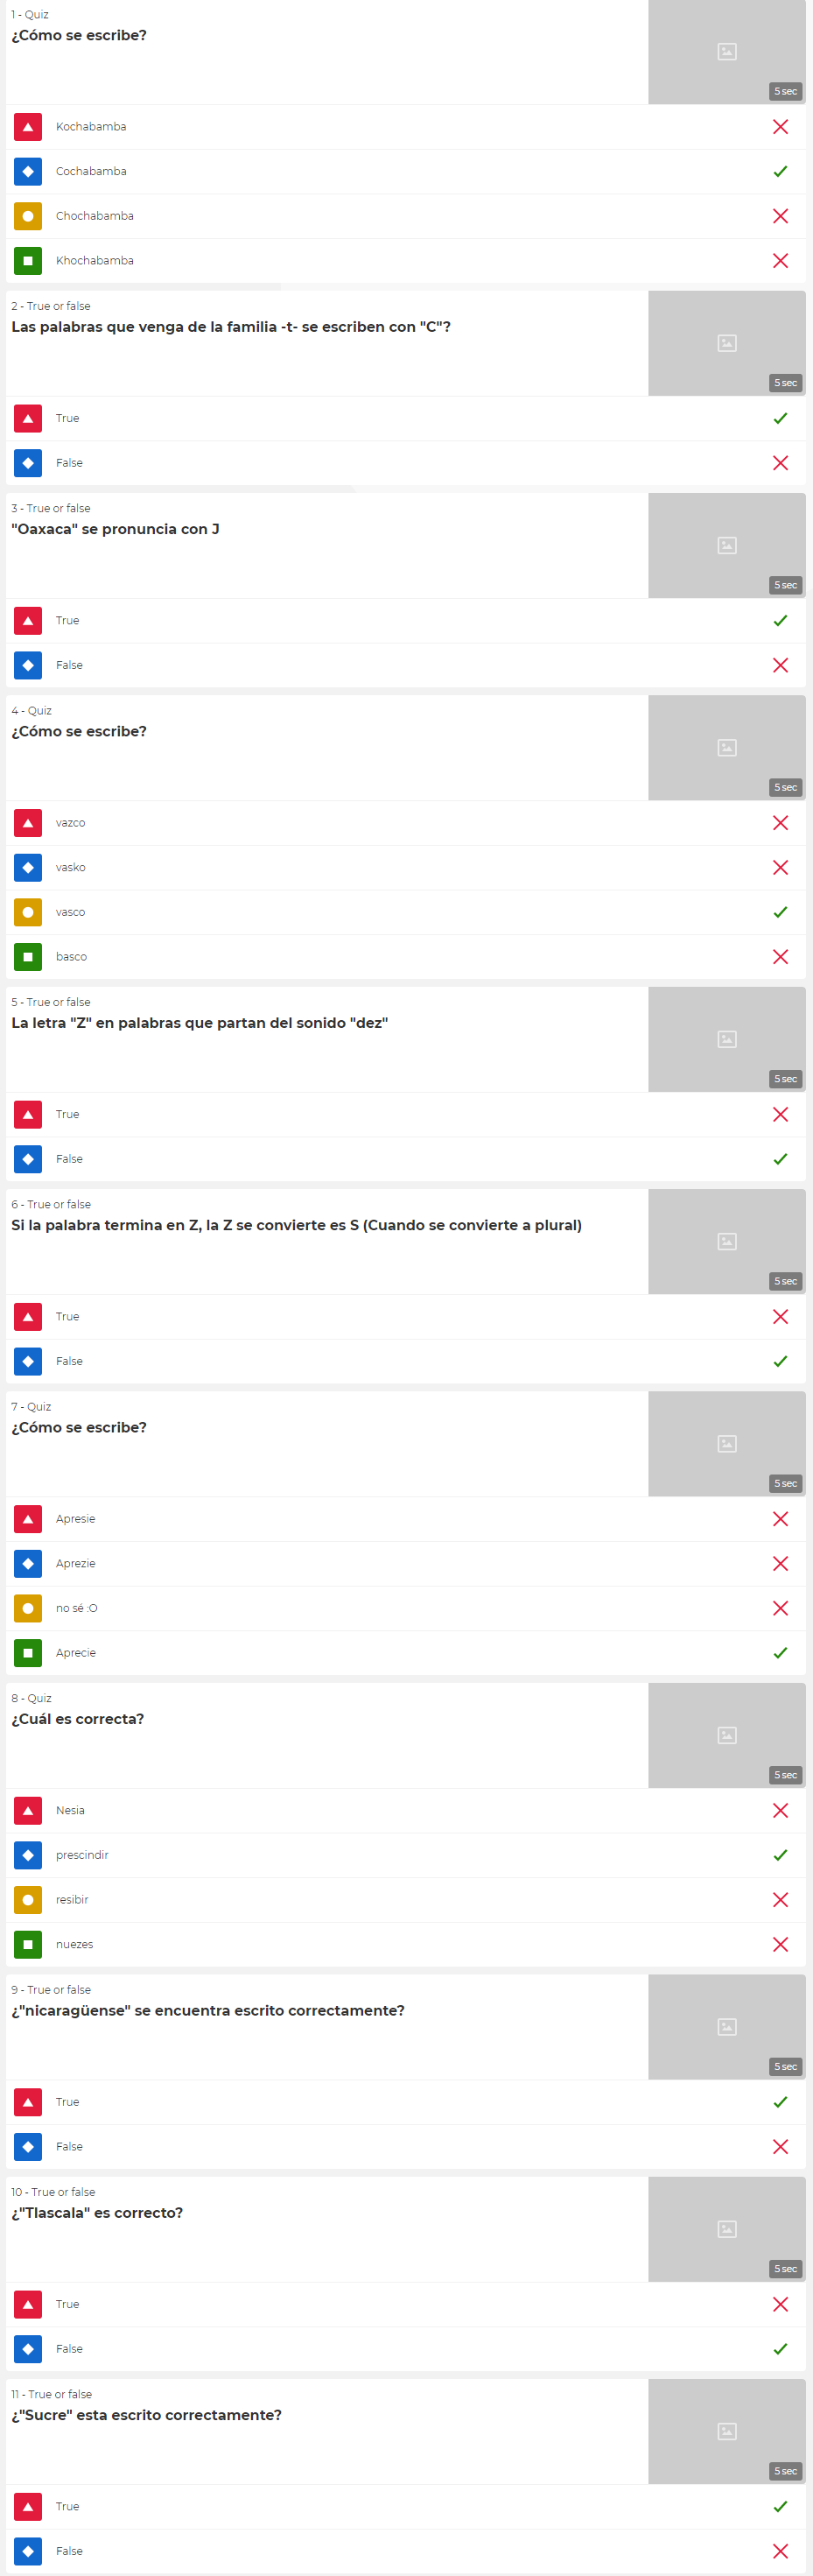 1 - Quiz
¿Cómo se escribe?
5 sec
Kochabamba
Cochabamba
Chochabamba
Khochabamba
2 - True or false
Las palabras que venga de la familia -t- se escriben con "C"?
5 sec
True
False
3 - True or false
"Oaxaca" se pronuncia con J
5 sec
True
False
4 - Quiz
¿Cómo se escribe?
5 sec
vazco
vasko
vasco
basco
5 - True or false
La letra "Z" en palabras que partan del sonido "dez"
5 sec
True
False
6 - True or false
Si la palabra termina en Z, la Z se convierte es S (Cuando se convierte a plural)
5 sec
True
False
7 - Quiz
¿Cómo se escribe?
5 sec
Apresie
Aprezie
no sé :O
Aprecie
8 - Quiz
¿Cuál es correcta?
5 sec
Nesia
prescindir
resibir
nuezes
9 - True or false
¿"nicaragüense" se encuentra escrito correctamente?
5 sec
True
False
10 - True or false
¿"Tlascala" es correcto?
5 sec
True
False
11 - True or false
¿"Sucre" esta escrito correctamente?
5 sec
True
False